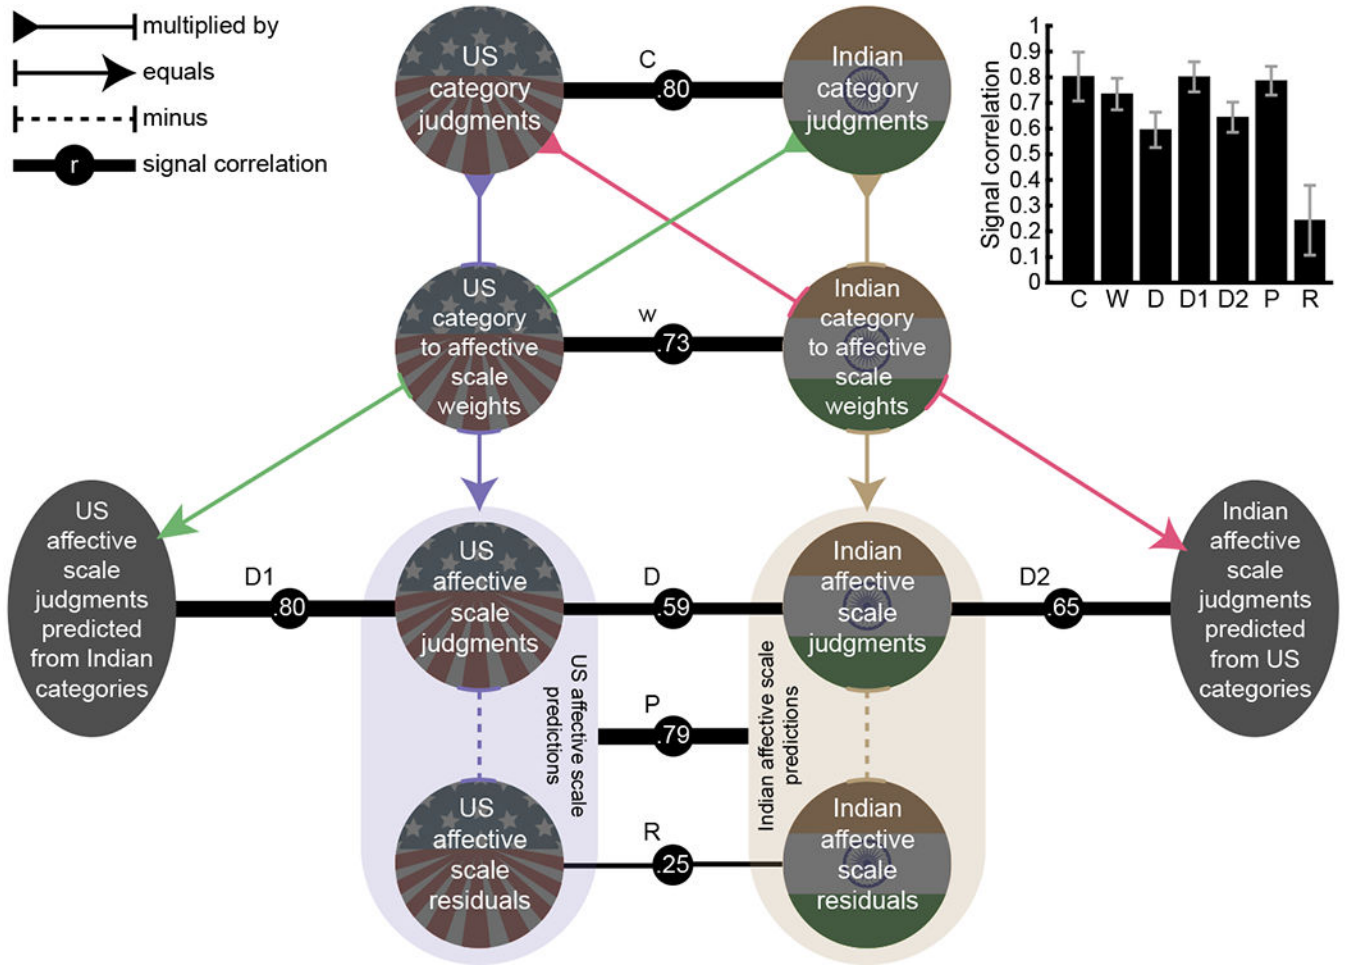 multiplied by
equals
minus
r
signal correlation
US
category
judgments
C
.80
Indian
category
judgments
Signal correlation
1
0.9
0.8
0.7
0.6
0.5
0.4
0.3
0.2
0.1
0
C W D D1 D2 P R
US
category
to affective
scale
weights
w
.73
Indian
category
to affective
scale
weights
US
affective
scale
judgments
predicted
from Indian
categories
D1
.80
US
affective
scale
judgments
D
.59
Indian
affective
scale
judgments
D2
.65
Indian
affective
scale
judgments
predicted
from US
categories
US affective scale
predictions
P
.79
Indian affective scale
predictions
US
affective
scale
residuals
R
.25
Indian
affective
scale
residuals